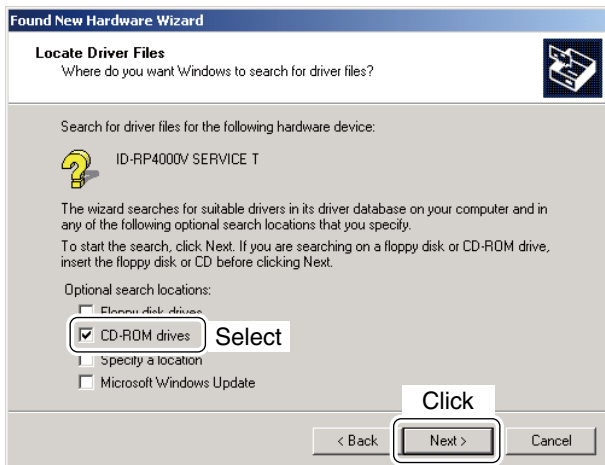 Found New Hardware Wizard
Locate Driver Files
Where do you want Windows to search for driver files?
Search for driver files for the following hardware device:
ID-RP4000V SERVICE T
The wizard searches for suitable drivers in its driver database on your computer and in
any of the following optional search locations that you specify.
To start the search, click Next. If you are searching on a floppy disk or CD-ROM drive,
insert the floppy disk or CD before clicking Next.
Optional search locations:
Floppy disk drives
CD-ROM drives Select
Specify a location
Microsoft Windows Update
Click
< Back Next > Cancel